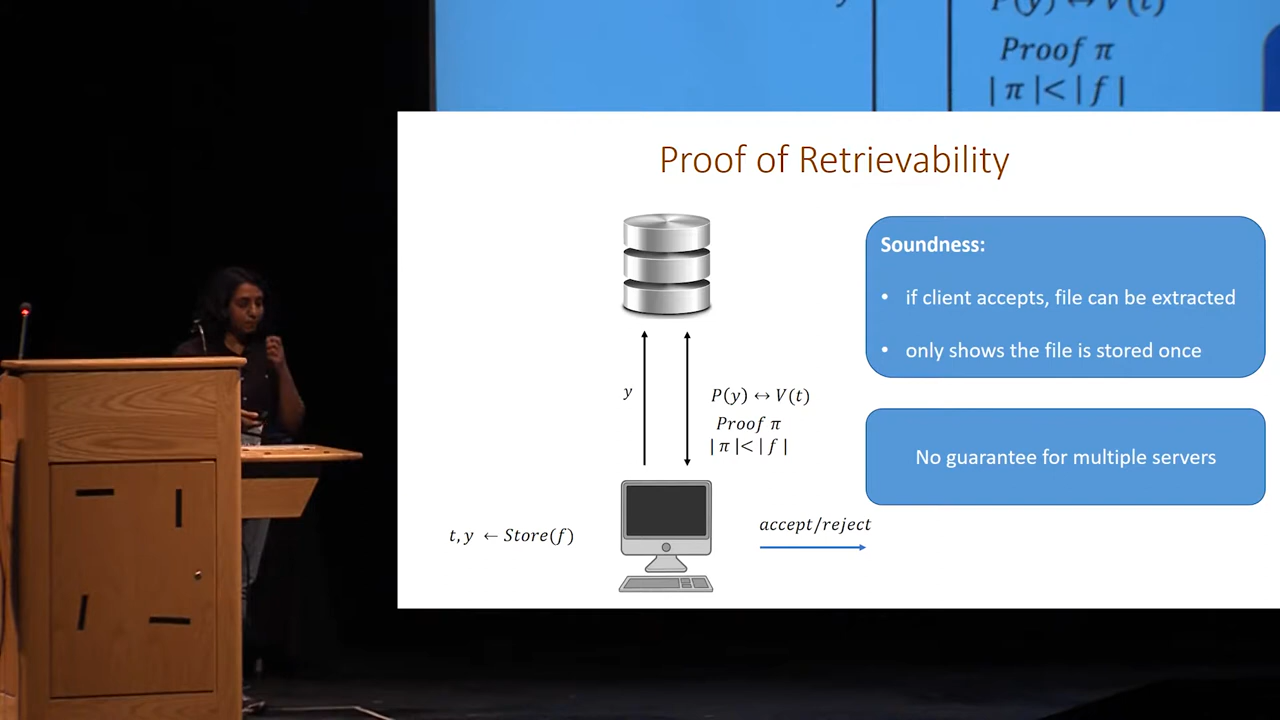 P(y) ↔ V(t)
Proof π
| π |< | f |
Proof of Retrievability
Soundness:
• if client accepts, file can be extracted
• only shows the file is stored once
y
P(y) ↔ V(t)
Proof π
| π |< | f |
No guarantee for multiple servers
t, y ← Store(f)
accept/reject